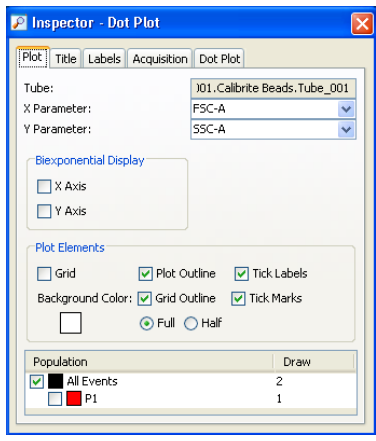 Inspector - Dot Plot
Plot Title Labels Acquisition Dot Plot
Tube: 001.Calibrite Beads.Tube_001
X Parameter: FSC-A
Y Parameter: SSC-A
Biexponential Display
X Axis
Y Axis
Plot Elements
Grid Plot Outline Tick Labels
Background Color: Grid Outline Tick Marks
Full Half
Population Draw
All Events 2
P1 1